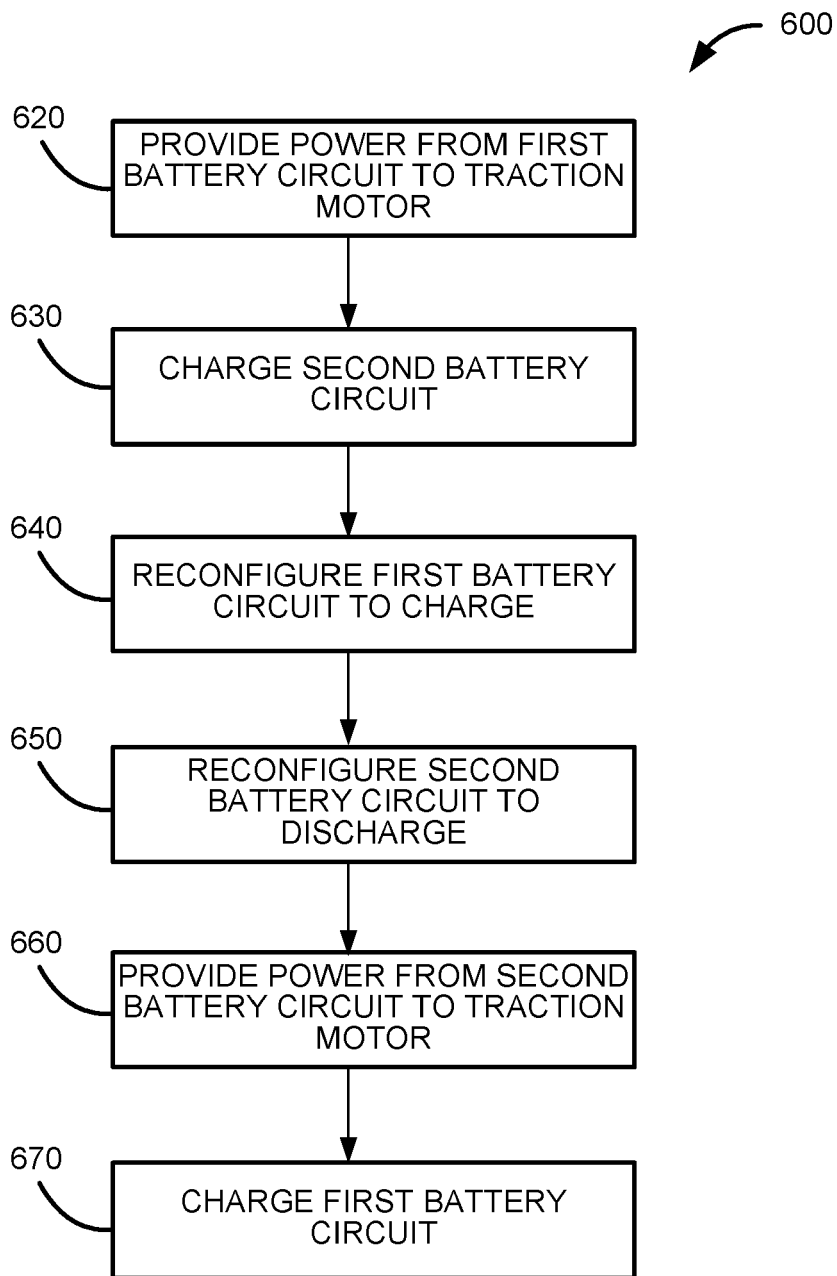 600
620
PROVIDE POWER FROM FIRST
BATTERY CIRCUIT TO TRACTION
MOTOR
630
CHARGE SECOND BATTERY
CIRCUIT
640
RECONFIGURE FIRST BATTERY
CIRCUIT TO CHARGE
650
RECONFIGURE SECOND
BATTERY CIRCUIT TO
DISCHARGE
660
PROVIDE POWER FROM SECOND
BATTERY CIRCUIT TO TRACTION
MOTOR
670
CHARGE FIRST BATTERY
CIRCUIT